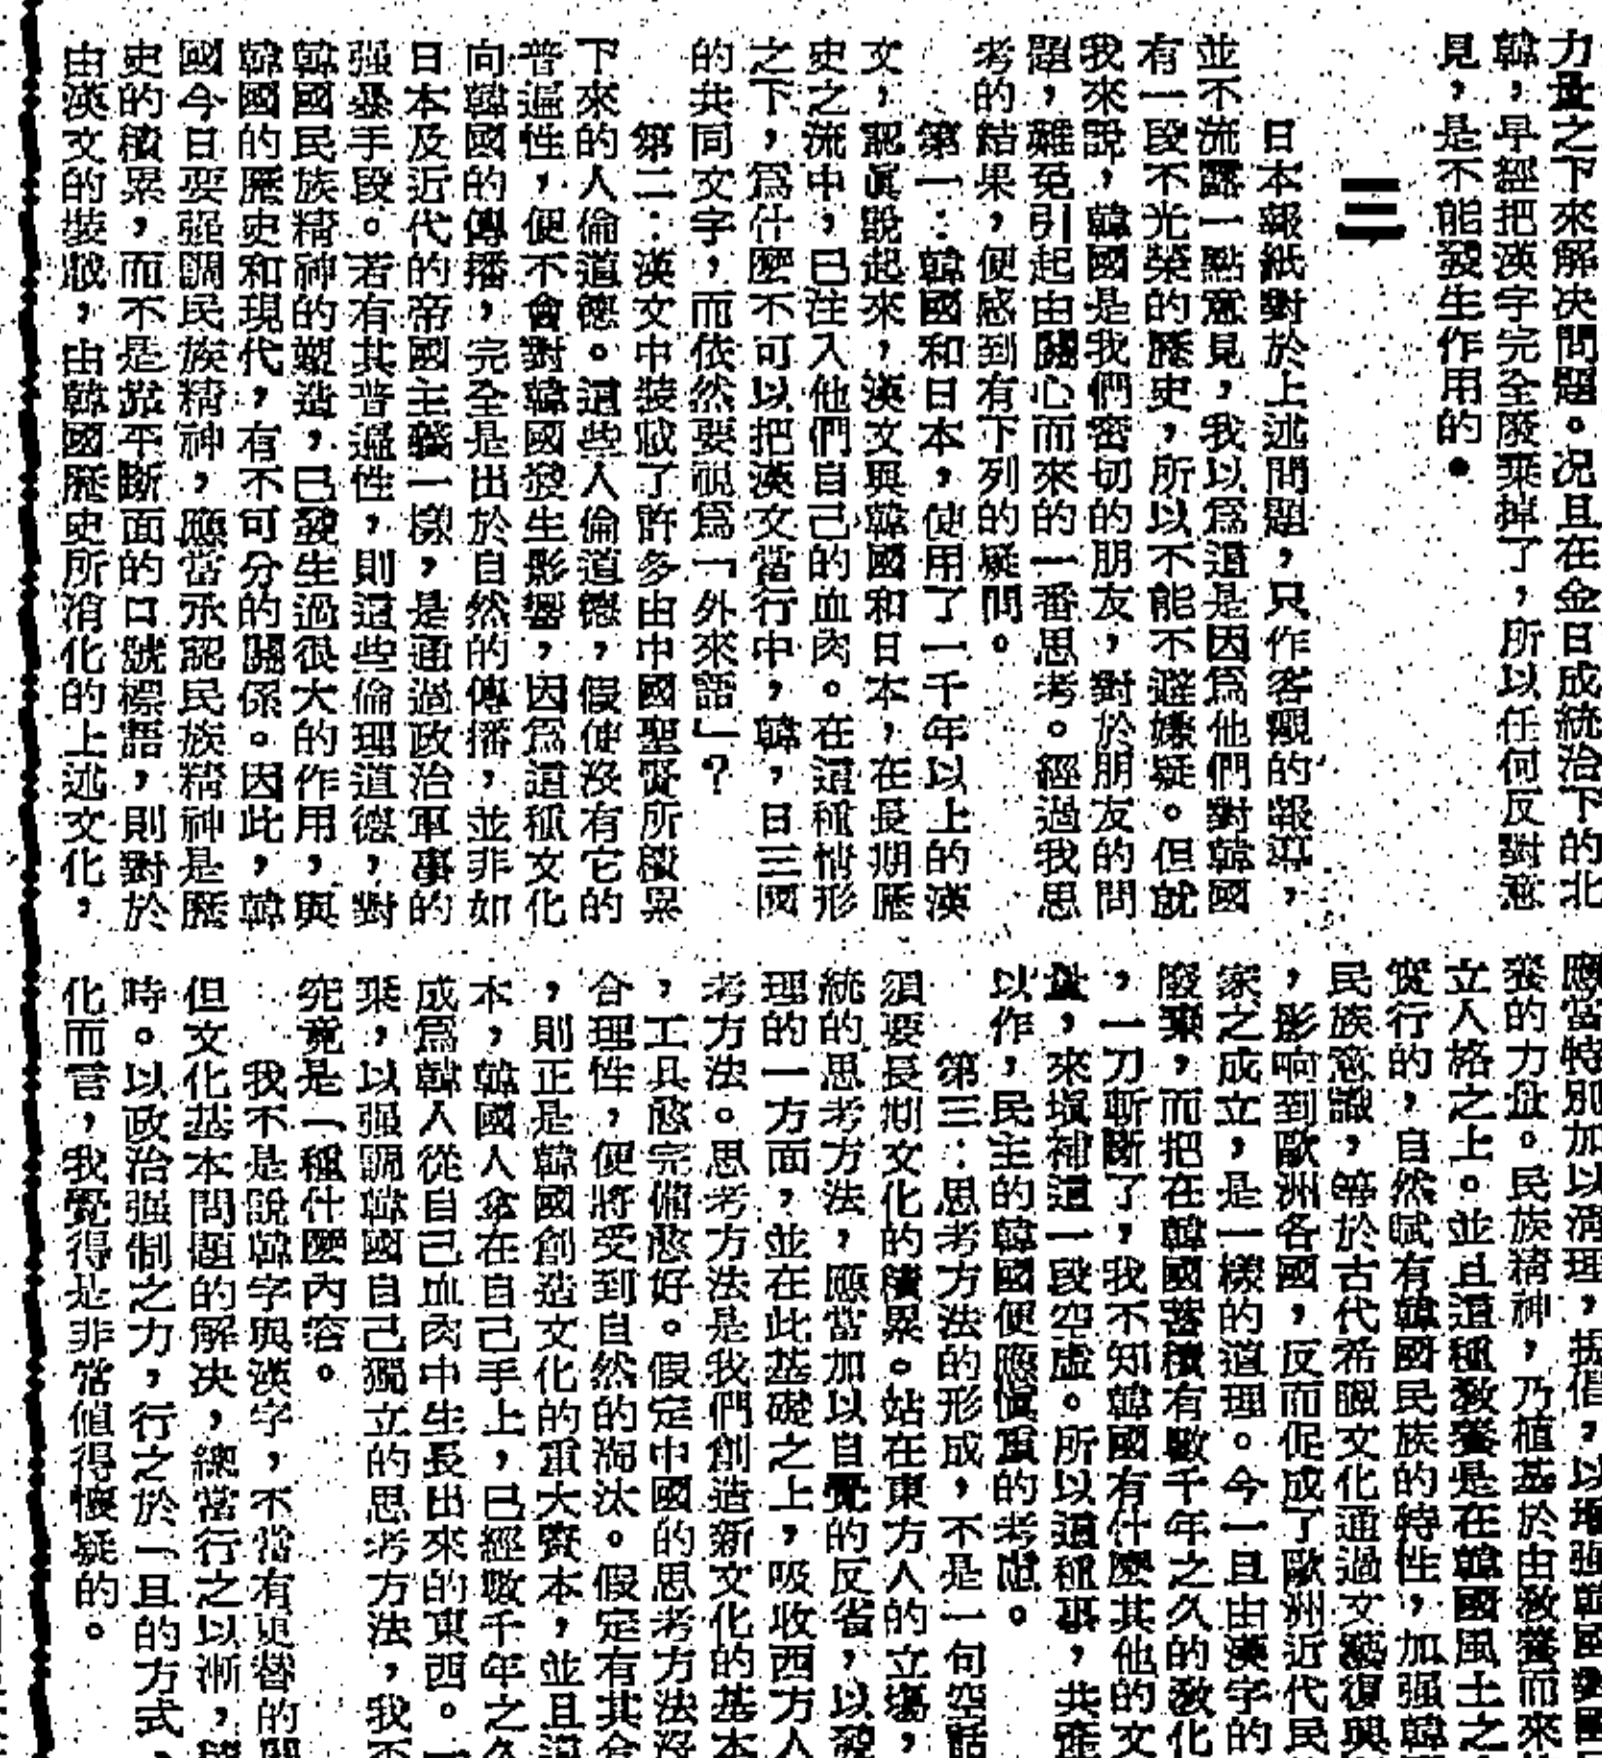 力量之下來解决問題。况且在金日成統治下的北
韓，早經把漢字完全廢棄掉了，所以任何反對意
見，是不能發生作用的。
三
日本報紙對於上述問題，只作客觀的報導，
並不流露一點意見，我以爲這是因爲他們對韓國
有一段不光榮的歷史，所以不能不避嫌疑。但就
我來說，韓國是我們密切的朋友，對於朋友的問
題，難免引起由關心而來的一番思考。經過我思
考的結果，便感到有下列的疑問。
第一：韓國和日本，使用了一千年以上的漢
文，認眞說起來，漢文與韓國和日本，在長期歷
史之流中，已注入他們自己的血肉。在這種情形
之下，爲什麼不可以把漢文當行中，韓，日三國
的共同文字，而依然要視爲「外來語」？
第二：漢文中裝載了許多由中國聖賢所積累
下來的人倫道德。這些人倫道德，假使沒有它的
普遍性，便不會對韓國發生影響，因爲這種文化
向韓國的傳播，完全是出於自然的傳播，並非如
日本及近代的帝國主義一樣，是通過政治軍事的
强暴手段。若有其普遍性，則這些倫理道德，對
韓國民族精神的塑造，已發生過很大的作用，與
韓國的歷史和現代，有不可分的關係。因此，韓
國今日要强調民族精神，應當承認民族精神是歷
史的積累，而不是靠平斷面的口號標語，則對於
由漢文的裝載，由韓國歷史所消化的上述文化，
應當特別加以清理，提倡，以增强韓國
養的力量。民族精神，乃植基於由敎養而來
立人格之上。並且這種敎養是在韓國風土之
實行的，自然賦有韓國民族的特性，加强韓
民族意識，等於古代希臘文化通過文藝復興
，影响到歐洲各國，反而促成了歐洲近代民
家之成立，是一樣的道理。今一旦由漢字的
廢棄，而把在韓國蓄積有數千年之久的敎化
，一刀斬斷了，我不知韓國有什麼其他的文
量，來塡補這一段空虛。所以這種事，共產
以作，民主的韓國便應愼重的考慮。
第三：思考方法的形成，不是一句空話
須要長期文化的積累。站在東方人的立塲，
統的思考方法，應當加以自覺的反省，以
理的一方面，並在此基礎之上，吸收西方人
考方法。思考方法是我們創造新文化的基本
，工具愈完備愈好。假定中國的思考方法沒
合理性，便將受到自然的淘汰。假定有其合
，則正是韓國創造文化的重大資本，並且
本，韓國人拿在自己手上，已經數千年之久
成爲韓人從自己血肉中生長出來的東西。一
棄，以强調韓國自己獨立的思考方法，我不
究竟是一種什麼內容。
我不是說韓字與漢字，不當有更替的
但文化基本問題的解决，總當行之以漸，
時。以政治强制之力，行之於一旦的方式，
化而言，我覺得是非常值得懷疑的。